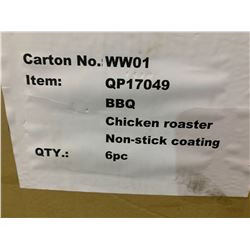 Carton No.: WW01
Item: QP17049
BBQ
Chicken roaster
Non-stick coating
QTY.: 6pc